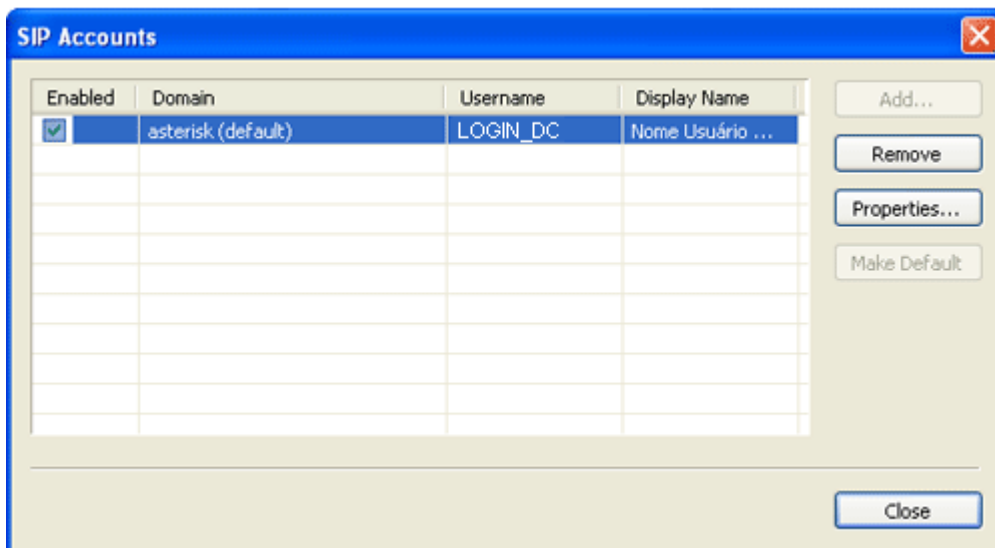 SIP Accounts
Enabled Domain Username Display Name
asterisk (default) LOGIN_DC Nome Usuário ...
Add...
Remove
Properties...
Make Default
Close